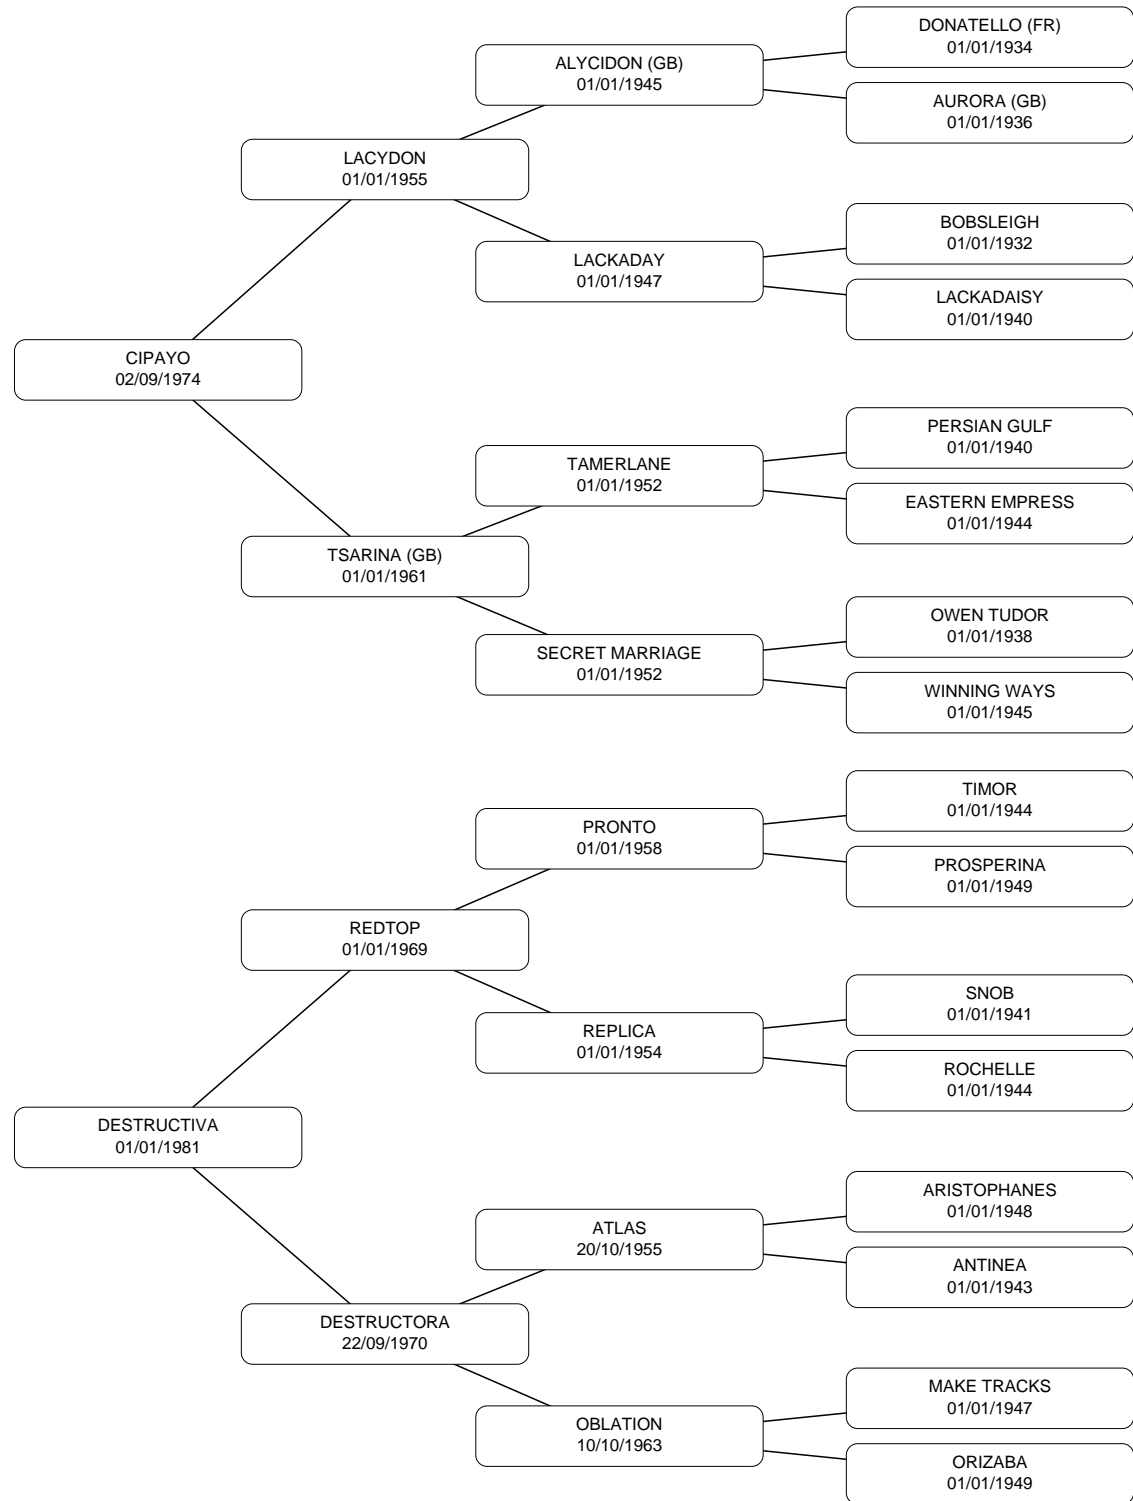 DONATELLO (FR)
01/01/1934
ALYCIDON (GB)
01/01/1945
AURORA (GB)
01/01/1936
LACYDON
01/01/1955
BOBSLEIGH
01/01/1932
LACKADAY
01/01/1947
LACKADAISY
01/01/1940
CIPAYO
02/09/1974
PERSIAN GULF
01/01/1940
TAMERLANE
01/01/1952
EASTERN EMPRESS
01/01/1944
TSARINA (GB)
01/01/1961
OWEN TUDOR
01/01/1938
SECRET MARRIAGE
01/01/1952
WINNING WAYS
01/01/1945
TIMOR
01/01/1944
PRONTO
01/01/1958
PROSPERINA
01/01/1949
REDTOP
01/01/1969
SNOB
01/01/1941
REPLICA
01/01/1954
ROCHELLE
01/01/1944
DESTRUCTIVA
01/01/1981
ARISTOPHANES
01/01/1948
ATLAS
20/10/1955
ANTINEA
01/01/1943
DESTRUCTORA
22/09/1970
MAKE TRACKS
01/01/1947
OBLATION
10/10/1963
ORIZABA
01/01/1949